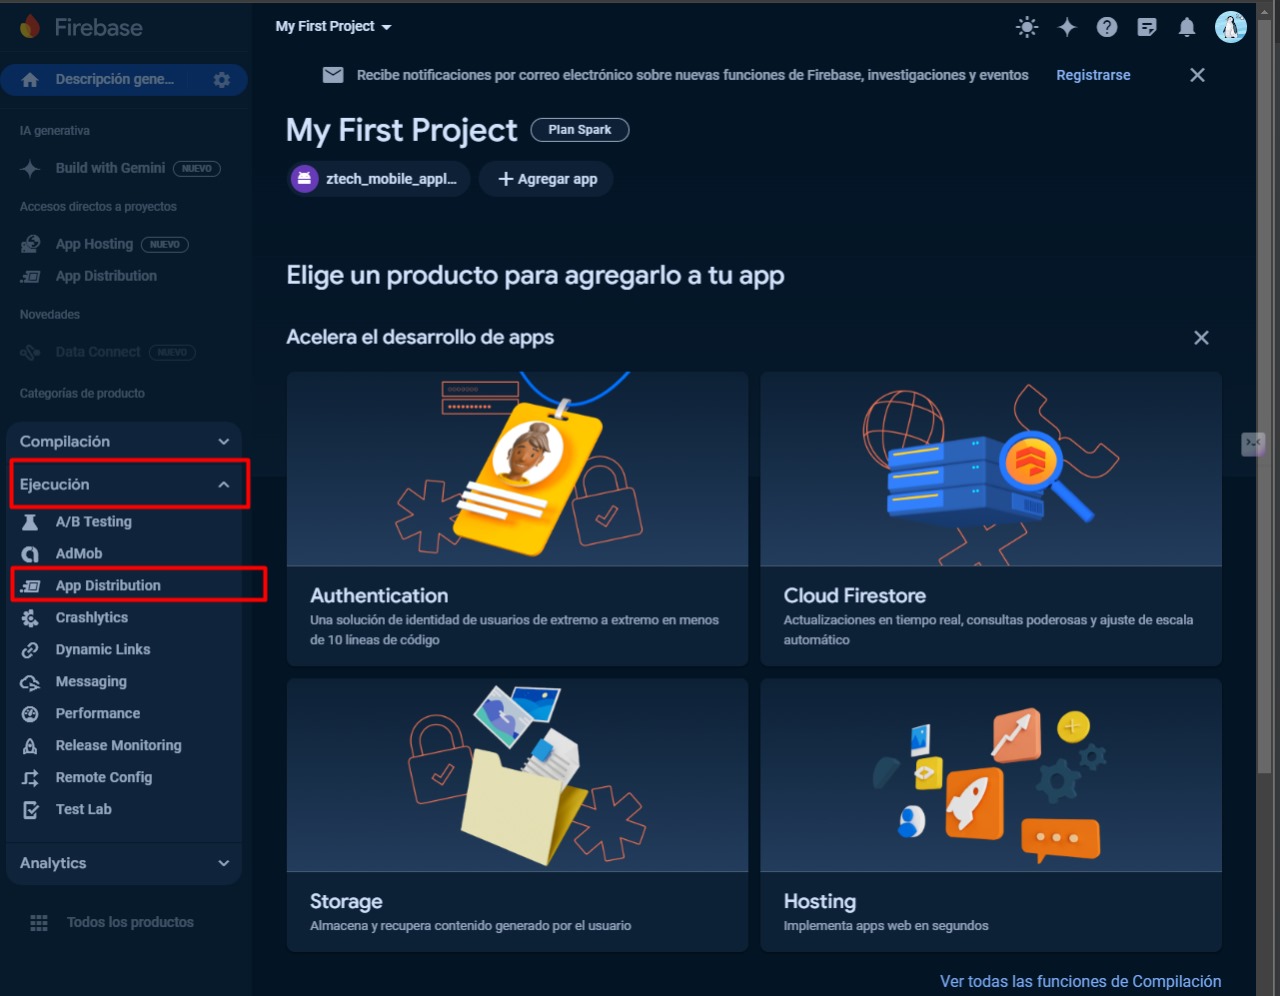 Firebase
My First Project
Descripción gene...
Recibe notificaciones por correo electrónico sobre nuevas funciones de Firebase, investigaciones y eventos
Registrarse
IA generativa
Build with Gemini
NUEVO
Accesos directos a proyectos
App Hosting
NUEVO
App Distribution
Novedades
Data Connect
NUEVO
Categorías de producto
Compilación
Ejecución
A/B Testing
AdMob
App Distribution
Crashlytics
Dynamic Links
Messaging
Performance
Release Monitoring
Remote Config
Test Lab
Analytics
Todos los productos
My First Project
Plan Spark
ztech_mobile_appl...
Agregar app
Elige un producto para agregarlo a tu app
Acelera el desarrollo de apps
Authentication
Una solución de identidad de usuarios de extremo a extremo en menos
de 10 líneas de código
Cloud Firestore
Actualizaciones en tiempo real, consultas poderosas y ajuste de escala
automático
Storage
Almacena y recupera contenido generado por el usuario
Hosting
Implementa apps web en segundos
Ver todas las funciones de Compilación